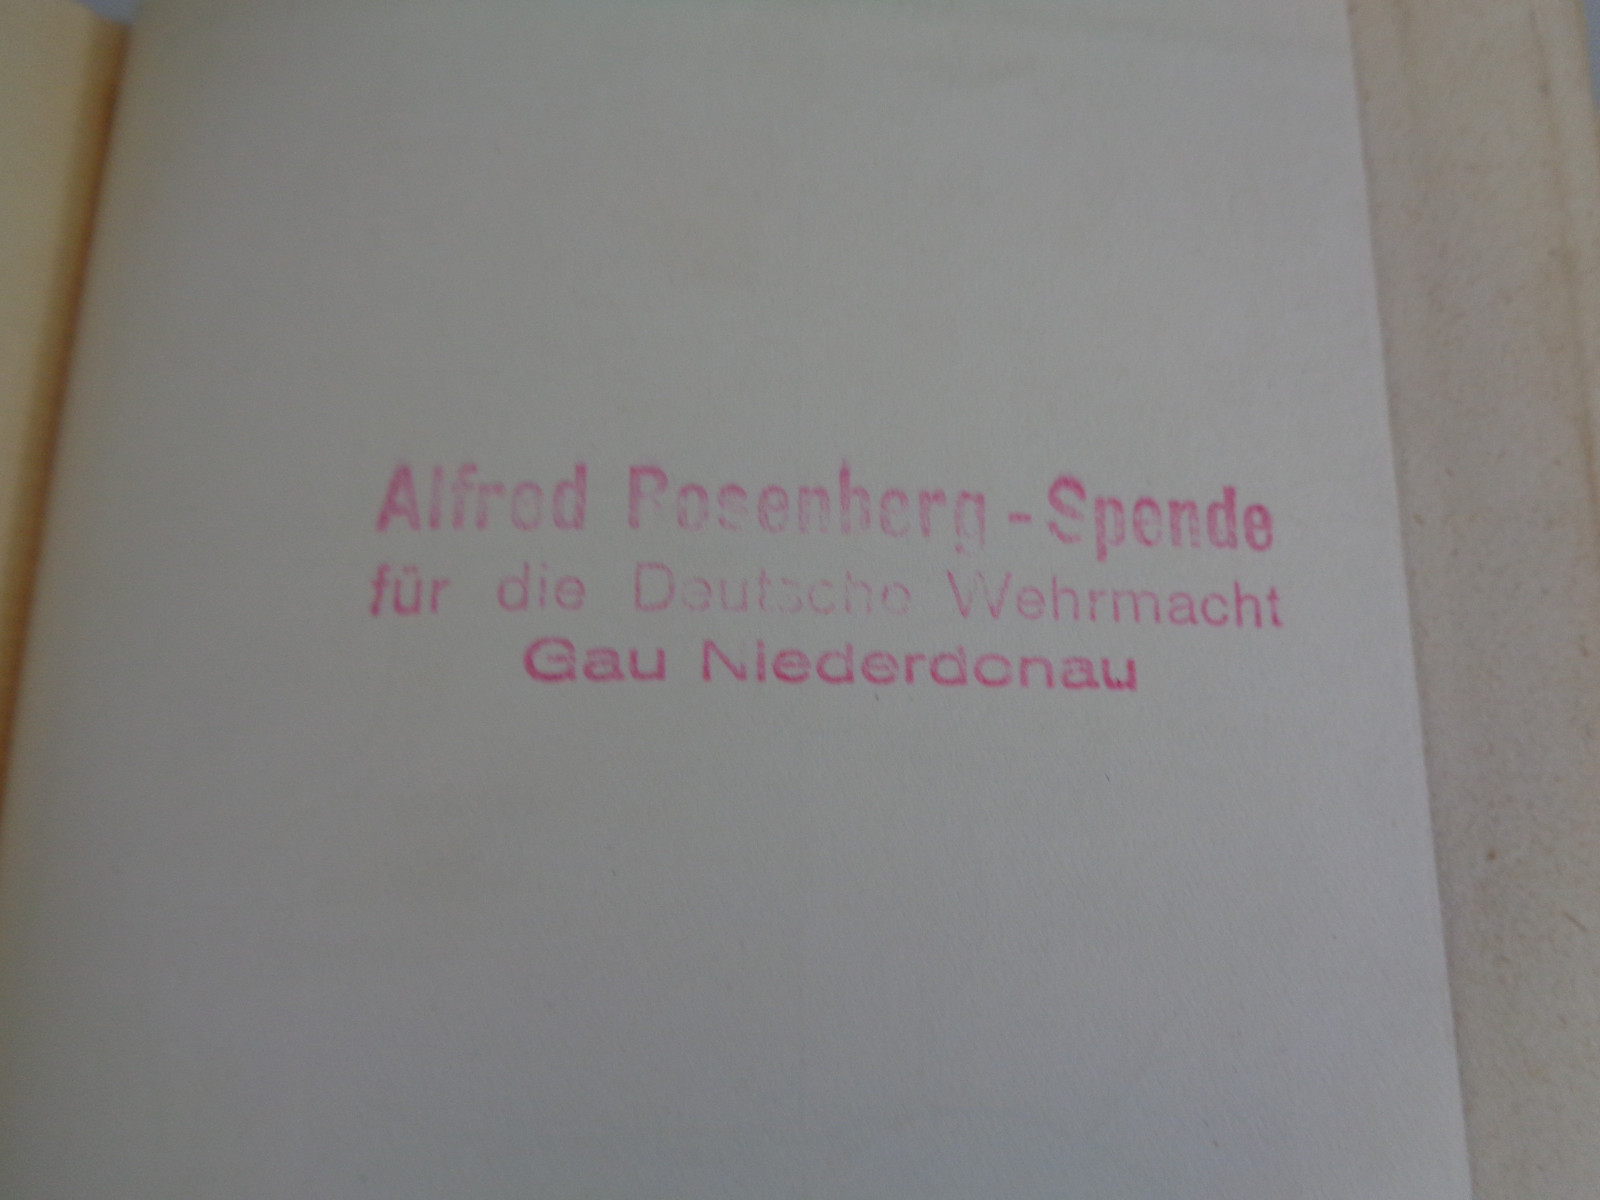 Alfred Rosenberg - Spende
für die Deutsche Wehrmacht
Gau Niederdonau